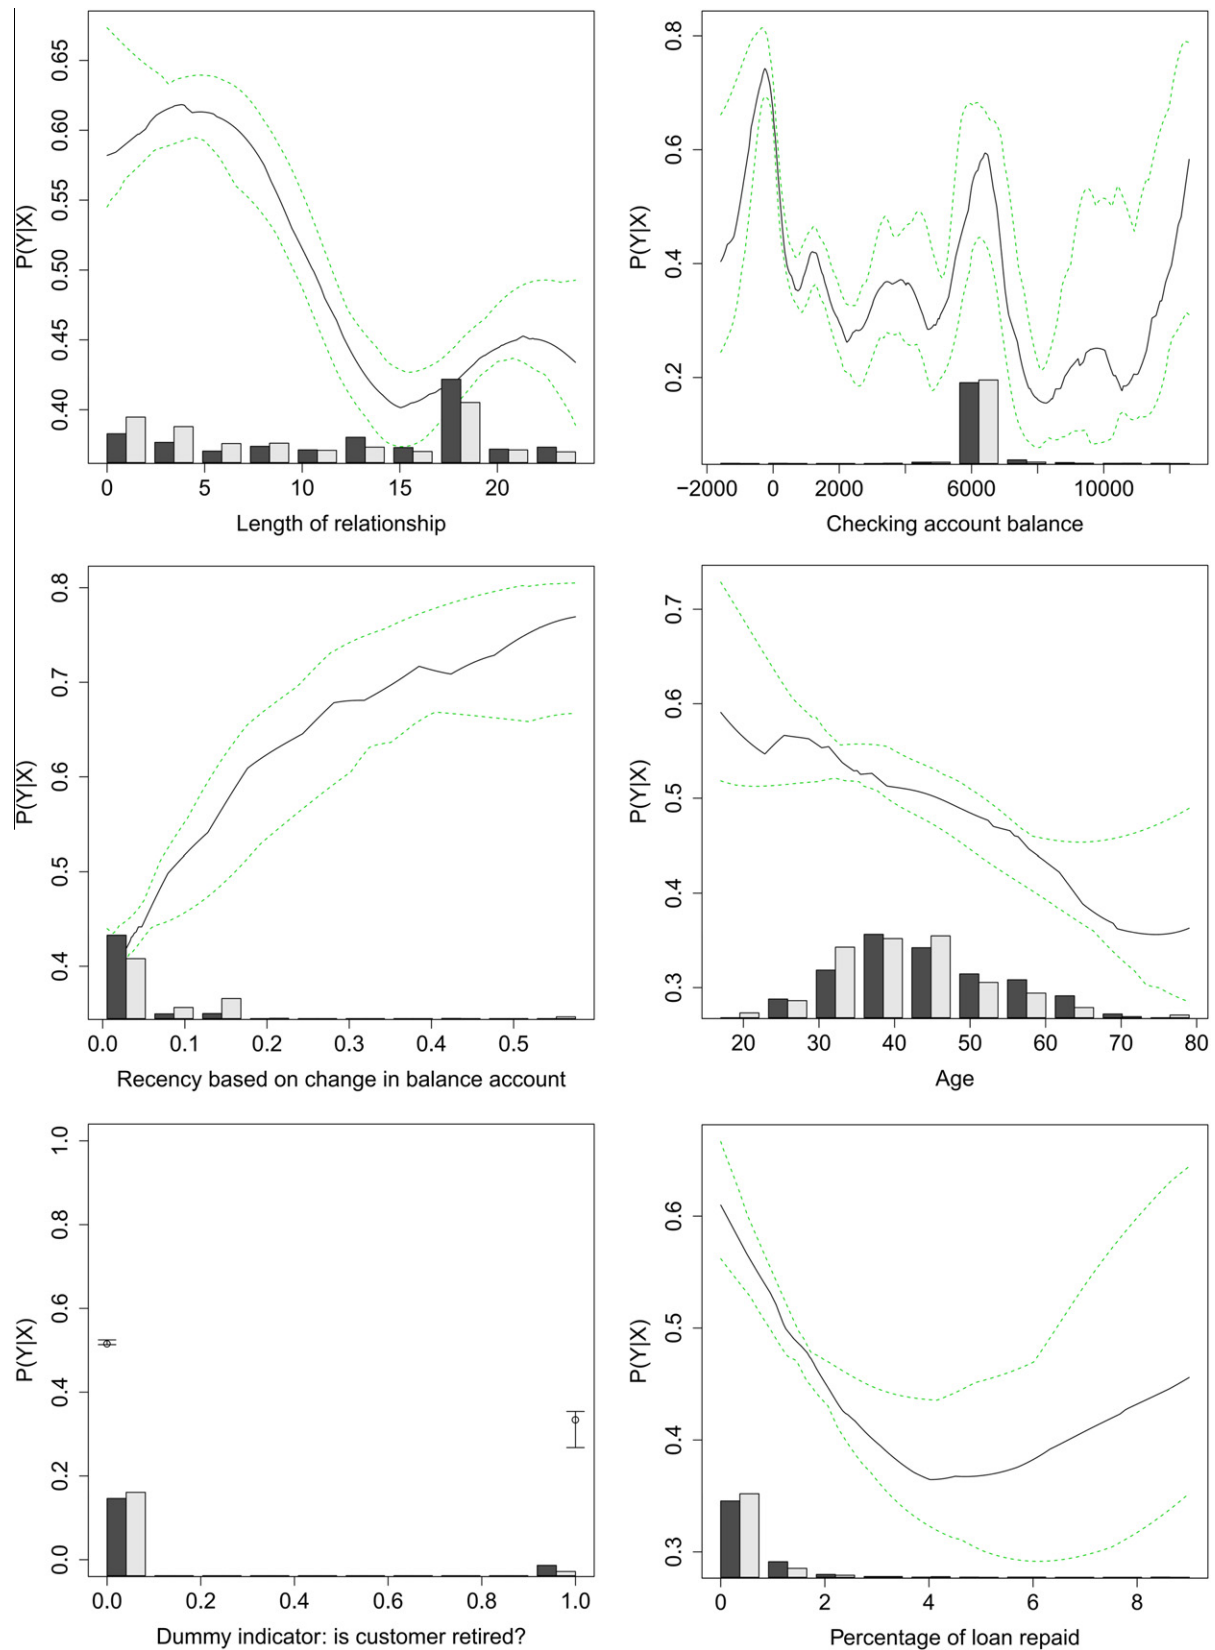 0.65
0.60
0.55
0.50
0.45
0.40
P(Y|X)
0 5 10 15 20
Length of relationship
0.8
0.6
0.4
0.2
P(Y|X)
−2000 0 2000 6000 10000
Checking account balance
0.8
0.7
0.6
0.5
0.4
P(Y|X)
0.0 0.1 0.2 0.3 0.4 0.5
Recency based on change in balance account
0.7
0.6
0.5
0.4
0.3
P(Y|X)
20 30 40 50 60 70 80
Age
1.0
0.8
0.6
0.4
0.2
0.0
P(Y|X)
0.0 0.2 0.4 0.6 0.8 1.0
Dummy indicator: is customer retired?
0.6
0.5
0.4
0.3
P(Y|X)
0 2 4 6 8
Percentage of loan repaid